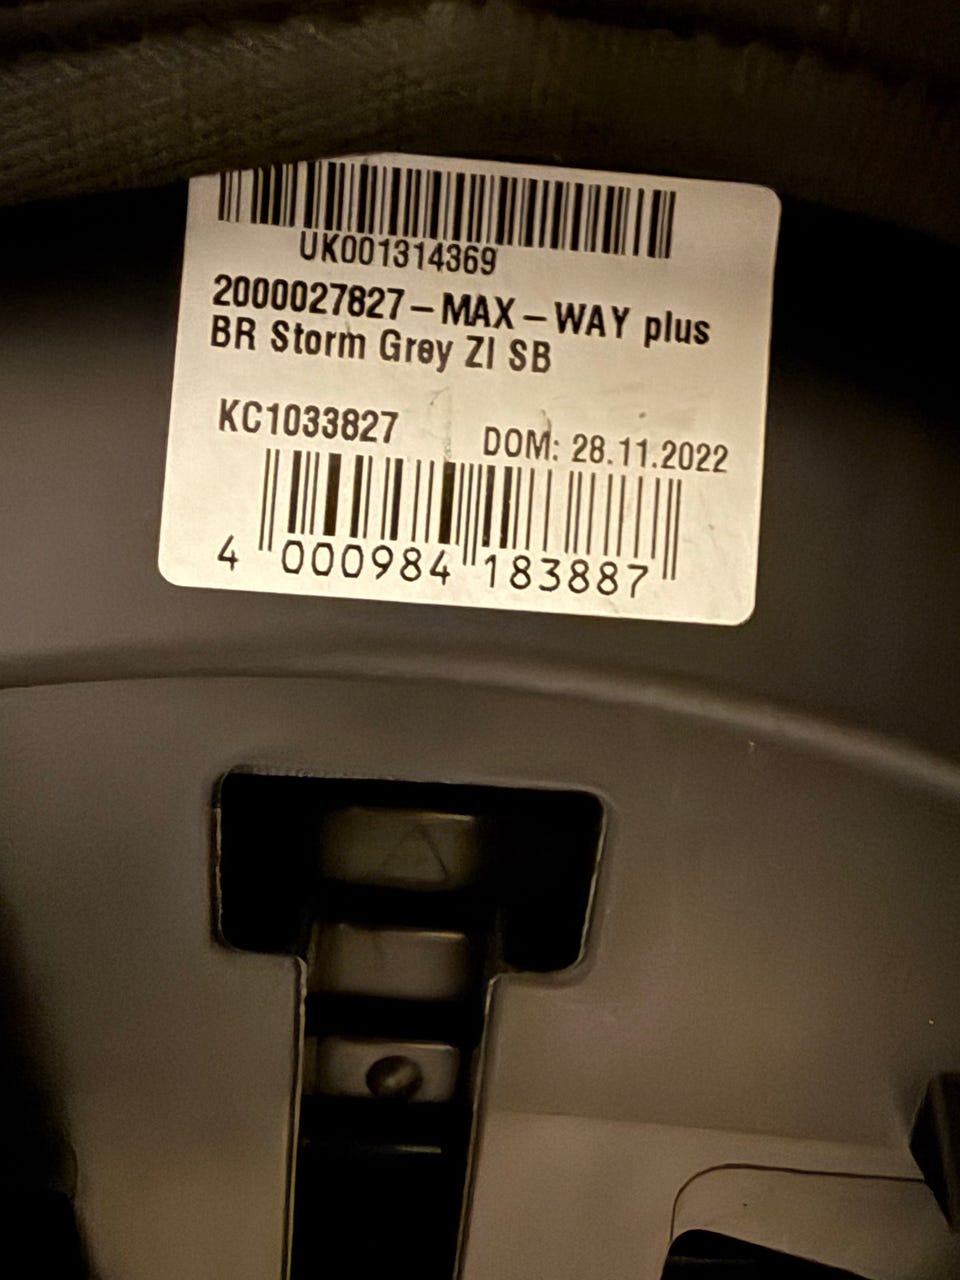 UK001314369
2000027827-MAX-WAY plus
BR Storm Grey ZI SB
KC1033827 DOM: 28.11.2022
4 000984 183887